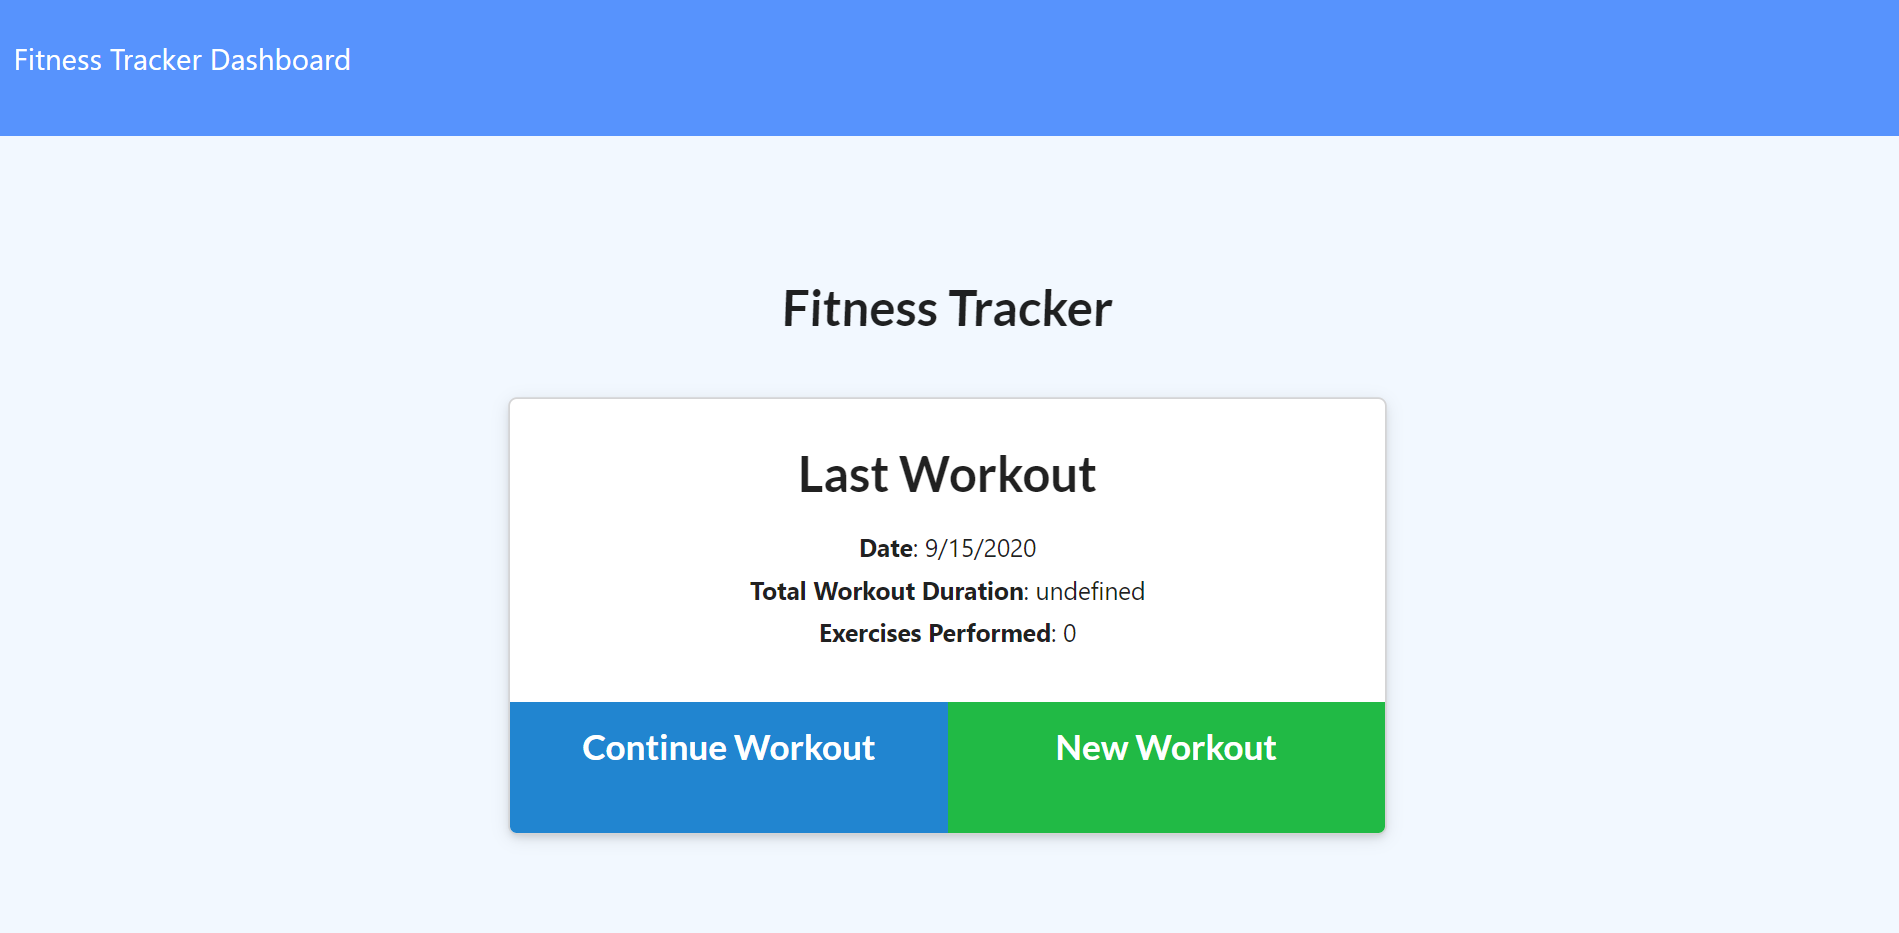 Fitness Tracker Dashboard
Fitness Tracker
Last Workout
Date: 9/15/2020
Total Workout Duration: undefined
Exercises Performed: 0
Continue Workout
New Workout